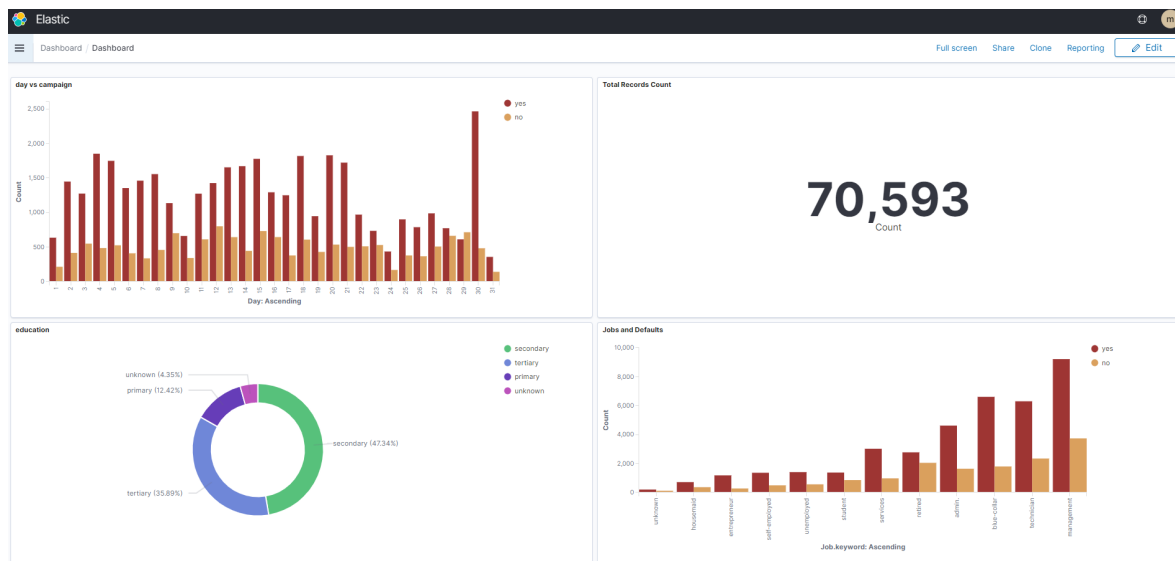 Elastic
m
Dashboard / Dashboard
Full screen Share Clone Reporting Edit
day vs campaign
yes
no
2,500
2,000
1,500
1,000
500
0
Count
1 2 3 4 5 6 7 8 9 10 11 12 13 14 15 16 17 18 19 20 21 22 23 24 25 26 27 28 29 30 31
Day: Ascending
Total Records Count
70,593
Count
education
secondary
tertiary
primary
unknown
unknown (4.35%)
primary (12.42%)
secondary (47.34%)
tertiary (35.89%)
Jobs and Defaults
yes
no
10,000
8,000
6,000
4,000
2,000
0
Count
unknown housemaid entrepreneur self-employed unemployed student services retired admin. blue-collar technician management
Job.keyword: Ascending